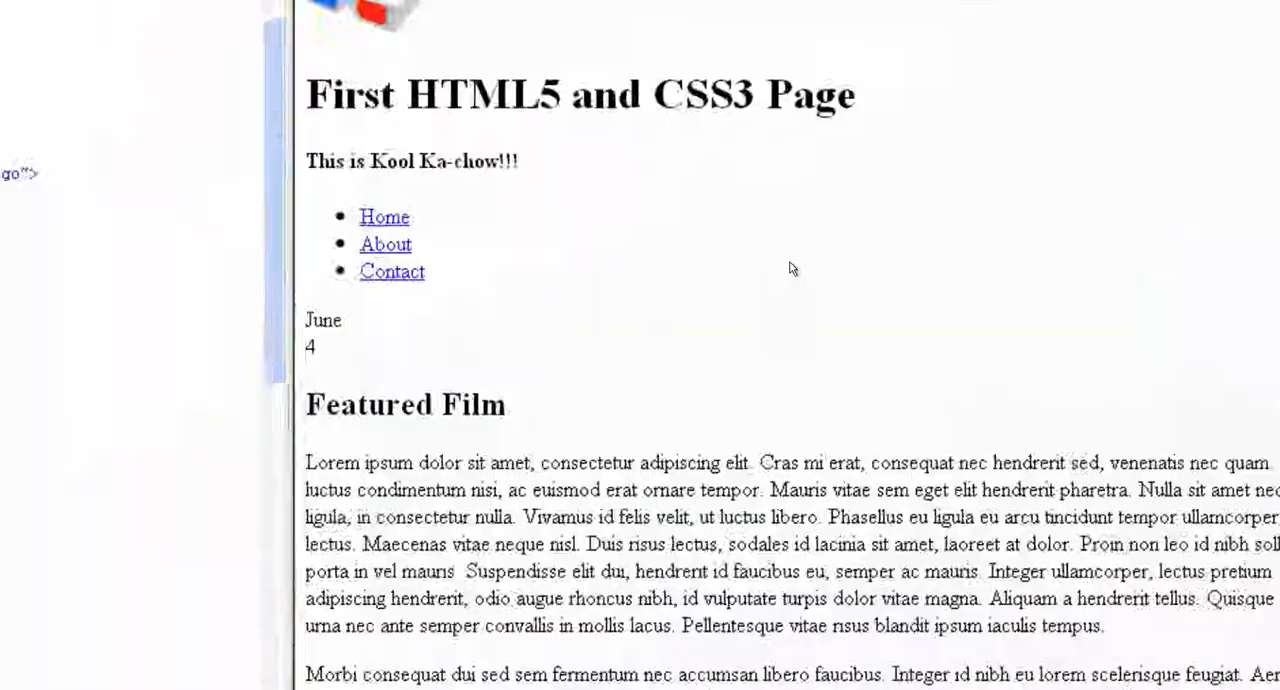 go">
First HTML5 and CSS3 Page
This is Kool Ka-chow!!!
Home
About
Contact
June
4
Featured Film
Lorem ipsum dolor sit amet, consectetur adipiscing elit. Cras mi erat, consequat nec hendrerit sed, venenatis nec quam.
luctus condimentum nisi, ac euismod erat ornare tempor. Mauris vitae sem eget elit hendrerit pharetra. Nulla sit amet nec
ligula, in consectetur nulla. Vivamus id felis velit, ut luctus libero. Phasellus eu ligula eu arcu tincidunt tempor ullamcorper
lectus. Maecenas vitae neque nisl. Duis risus lectus, sodales id lacinia sit amet, laoreet at dolor. Proin non leo id nibh soll
porta in vel mauris. Suspendisse elit dui, hendrerit id faucibus eu, semper ac mauris. Integer ullamcorper, lectus pretium
adipiscing hendrerit, odio augue rhoncus nibh, id vulputate turpis dolor vitae magna. Aliquam a hendrerit tellus. Quisque
urna nec ante semper convallis in mollis lacus. Pellentesque vitae risus blandit ipsum iaculis tempus.
Morbi consequat dui sed sem fermentum nec accumsan libero faucibus. Integer id nibh eu lorem scelerisque feugiat. Aer